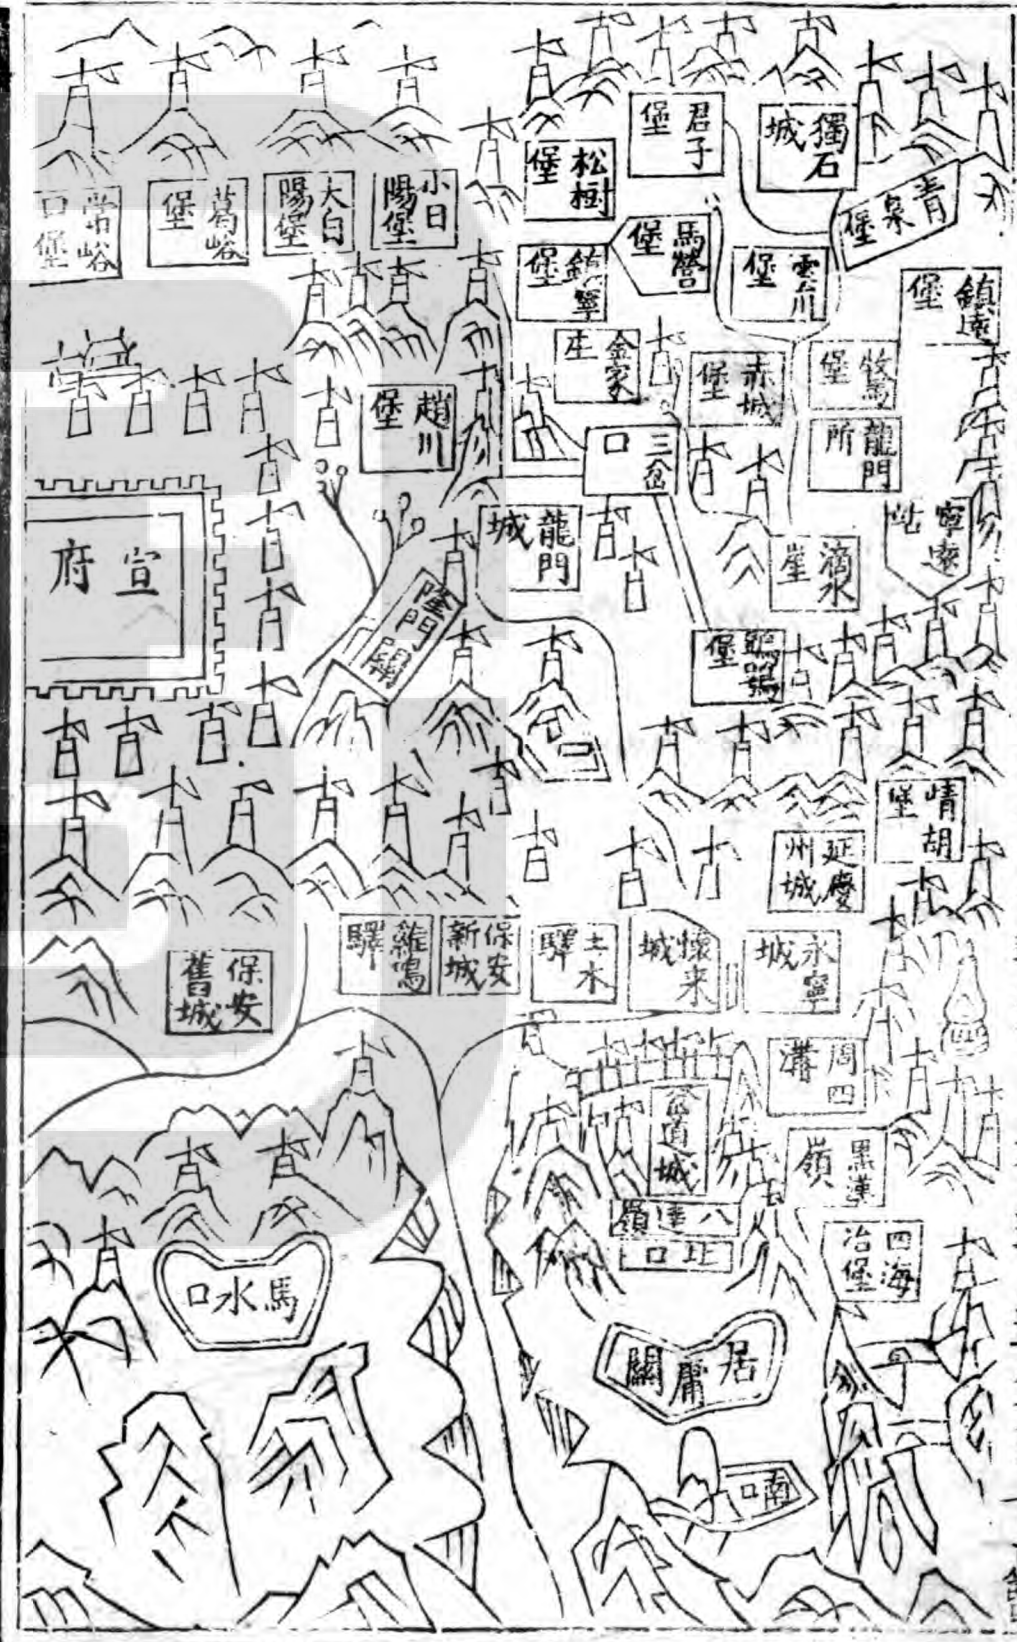 獨石城
君子堡
青泉堡
松樹堡
馬營堡
鎮寧堡
雲川堡
鎮遠堡
小白陽堡
大白陽堡
葛峪堡
常峪口堡
金家庄
赤城堡
牧馬堡
龍門所
趙川堡
三岔口
龍門城
寧遠站
滴水崖
宣府
隆門關
鵰鶚堡
靖胡堡
延慶州城
永寧城
懷来城
土木驛
保安新城
雞鳴驛
保安舊城
周四溝
黑漢嶺
岔道城
八達嶺
北口
四海冶堡
馬水口
居庸關
南口